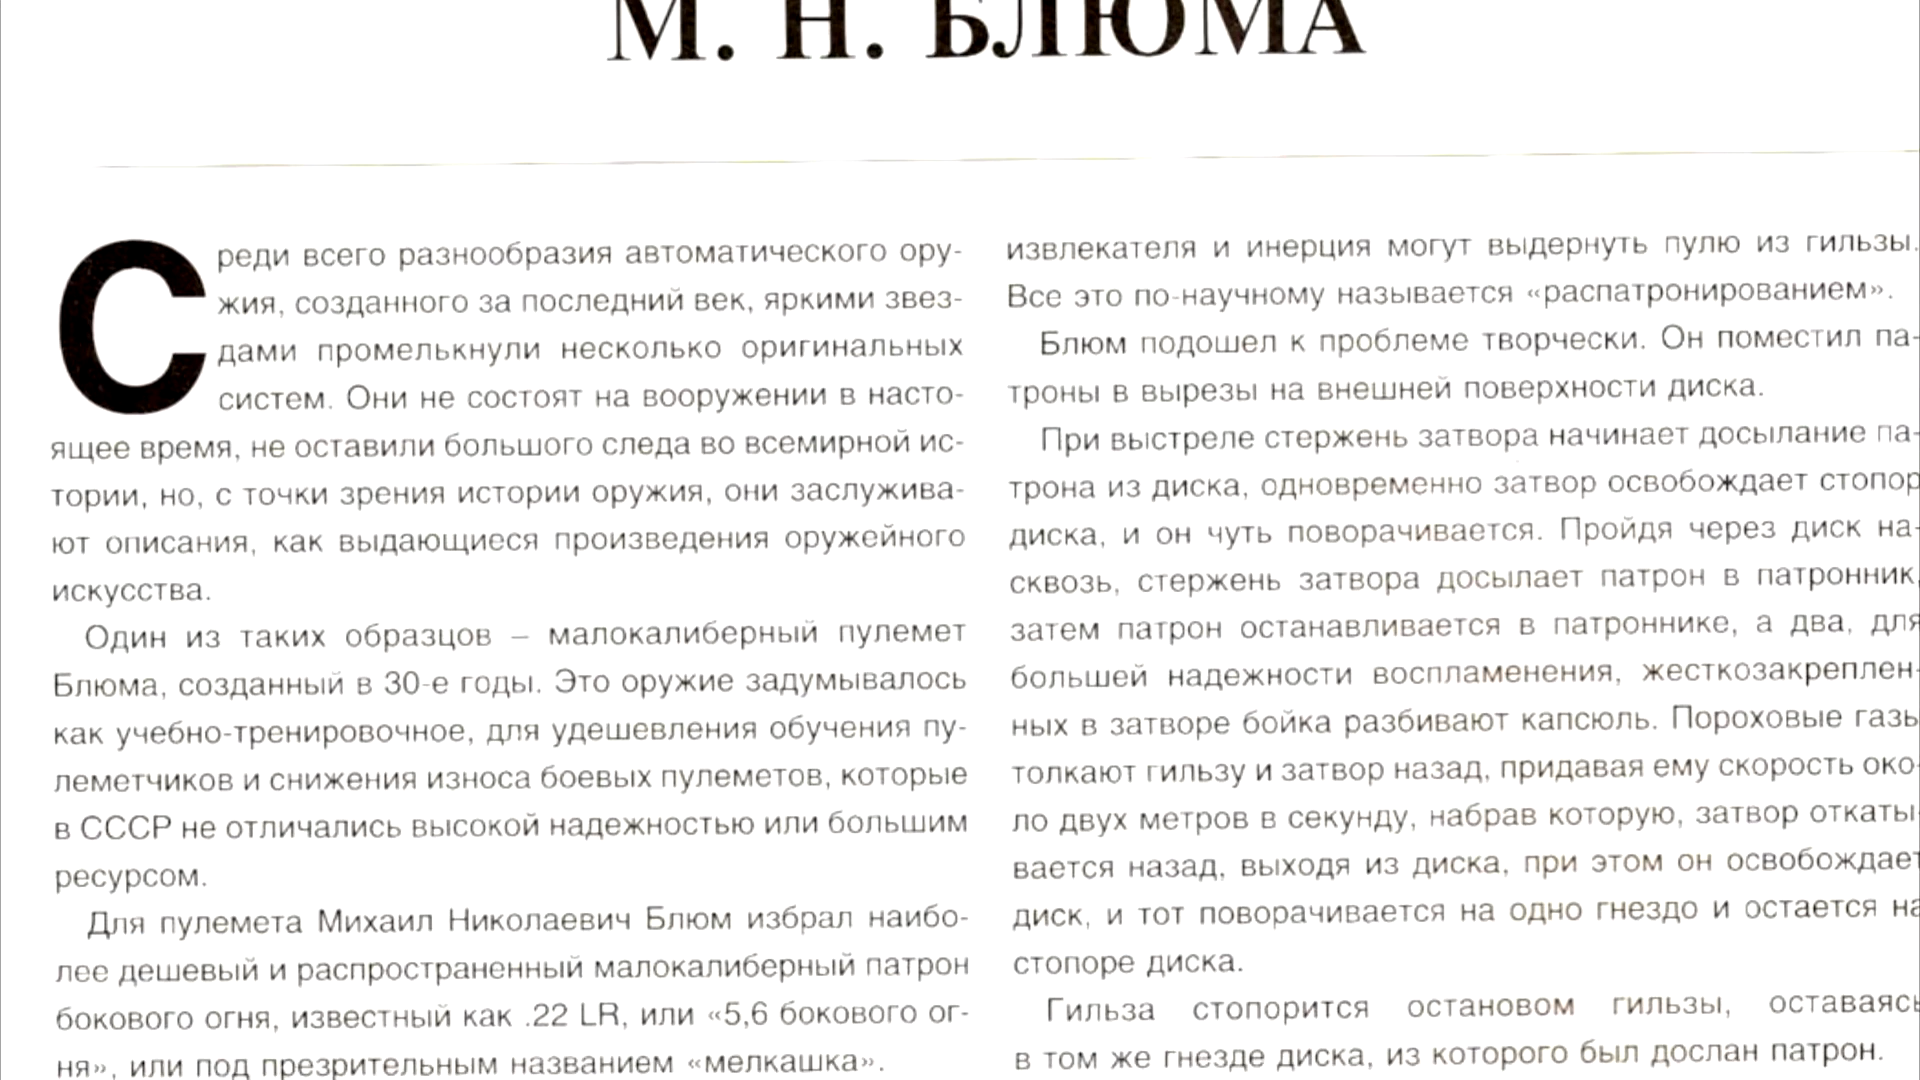 М. Н. БЛЮМА
Среди всего разнообразия автоматического ору-
жия, созданного за последний век, яркими звез-
дами промелькнули несколько оригинальных
систем. Они не состоят на вооружении в насто-
ящее время, не оставили большого следа во всемирной ис-
тории, но, с точки зрения истории оружия, они заслужива-
ют описания, как выдающиеся произведения оружейного
искусства.
Один из таких образцов – малокалиберный пулемет
Блюма, созданный в 30-е годы. Это оружие задумывалось
как учебно-тренировочное, для удешевления обучения пу-
леметчиков и снижения износа боевых пулеметов, которые
в СССР не отличались высокой надежностью или большим
ресурсом.
Для пулемета Михаил Николаевич Блюм избрал наибо-
лее дешевый и распространенный малокалиберный патрон
бокового огня, известный как .22 LR, или «5,6 бокового ог-
ня», или под презрительным названием «мелкашка».
извлекателя и инерция могут выдернуть пулю из гильзы.
Все это по-научному называется «распатронированием».
Блюм подошел к проблеме творчески. Он поместил па-
троны в вырезы на внешней поверхности диска.
При выстреле стержень затвора начинает досылание па-
трона из диска, одновременно затвор освобождает стопор
диска, и он чуть поворачивается. Пройдя через диск на-
сквозь, стержень затвора досылает патрон в патронник,
затем патрон останавливается в патроннике, а два, для
большей надежности воспламенения, жесткозакреплен-
ных в затворе бойка разбивают капсюль. Пороховые газы
толкают гильзу и затвор назад, придавая ему скорость око-
ло двух метров в секунду, набрав которую, затвор откаты-
вается назад, выходя из диска, при этом он освобождает
диск, и тот поворачивается на одно гнездо и остается на
стопоре диска.
Гильза стопорится остановом гильзы, оставаясь
в том же гнезде диска, из которого был дослан патрон.